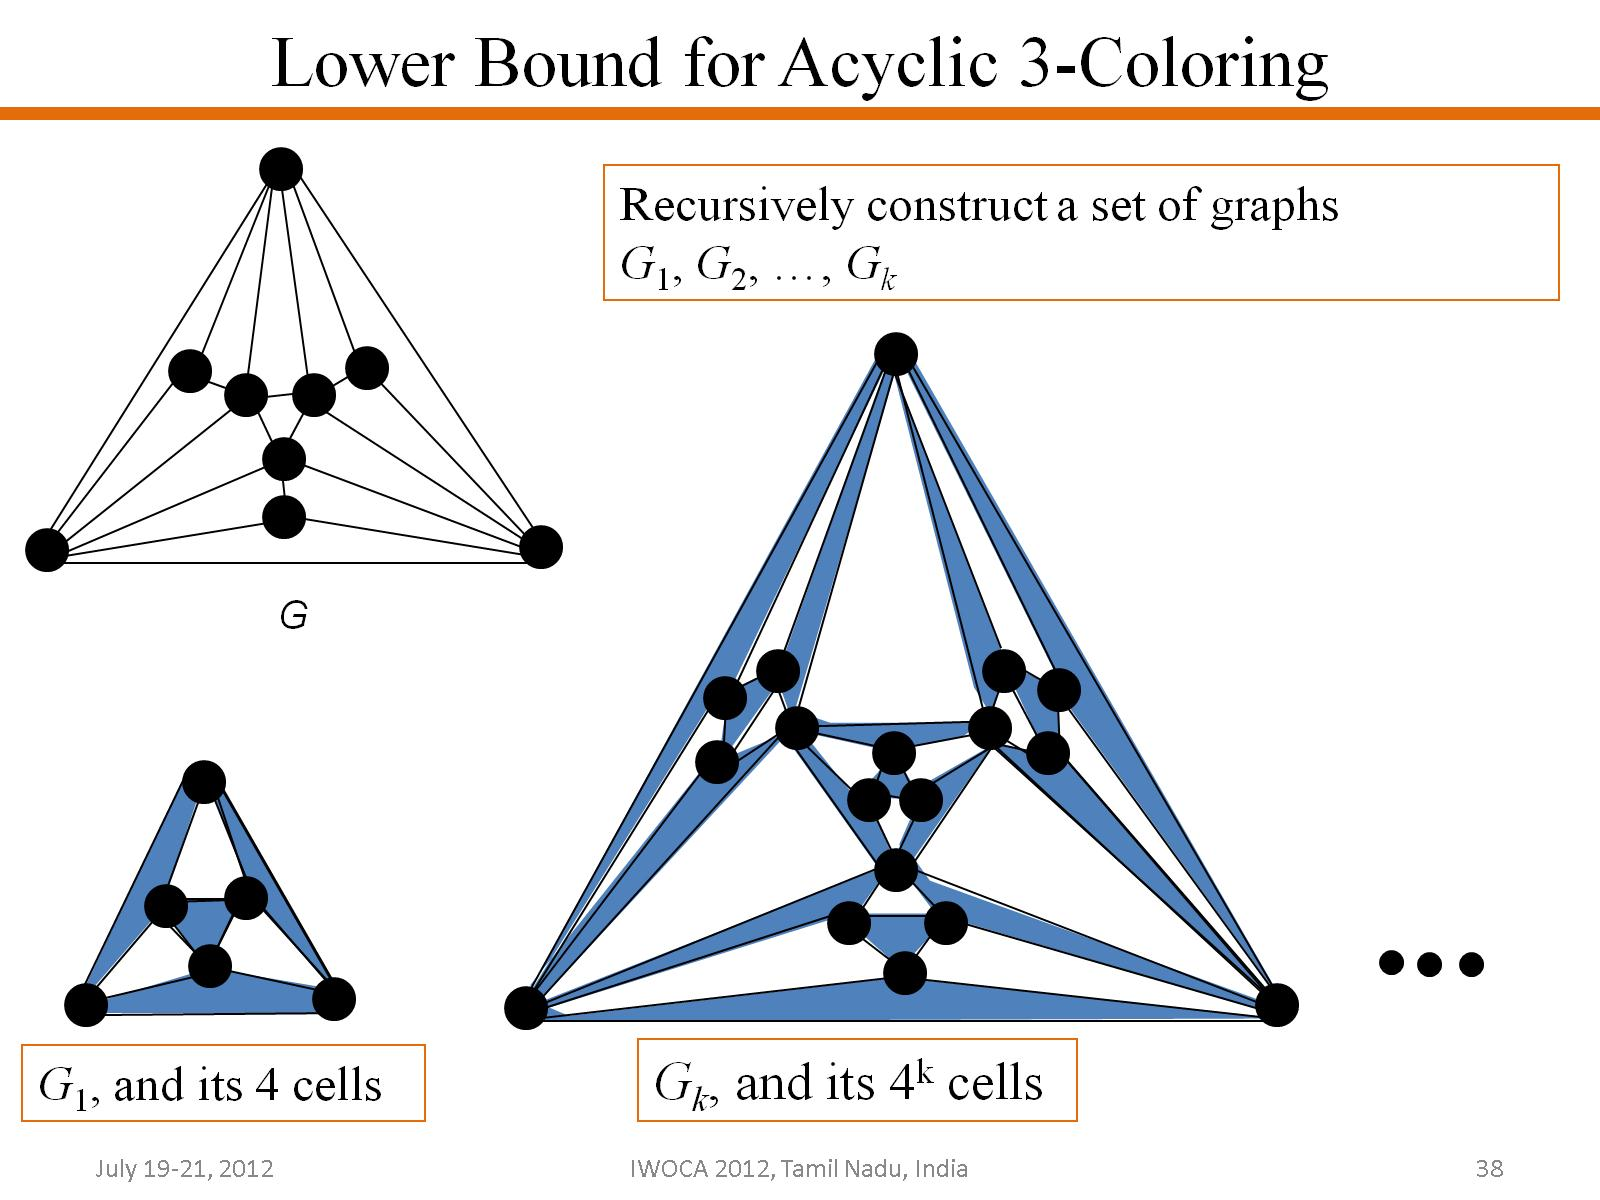 Lower Bound for Acyclic 3-Coloring
Recursively construct a set of graphs
G1, G2, …, Gk
G
G1, and its 4 cells
Gk, and its 4^k cells
July 19-21, 2012
IWOCA 2012, Tamil Nadu, India
38